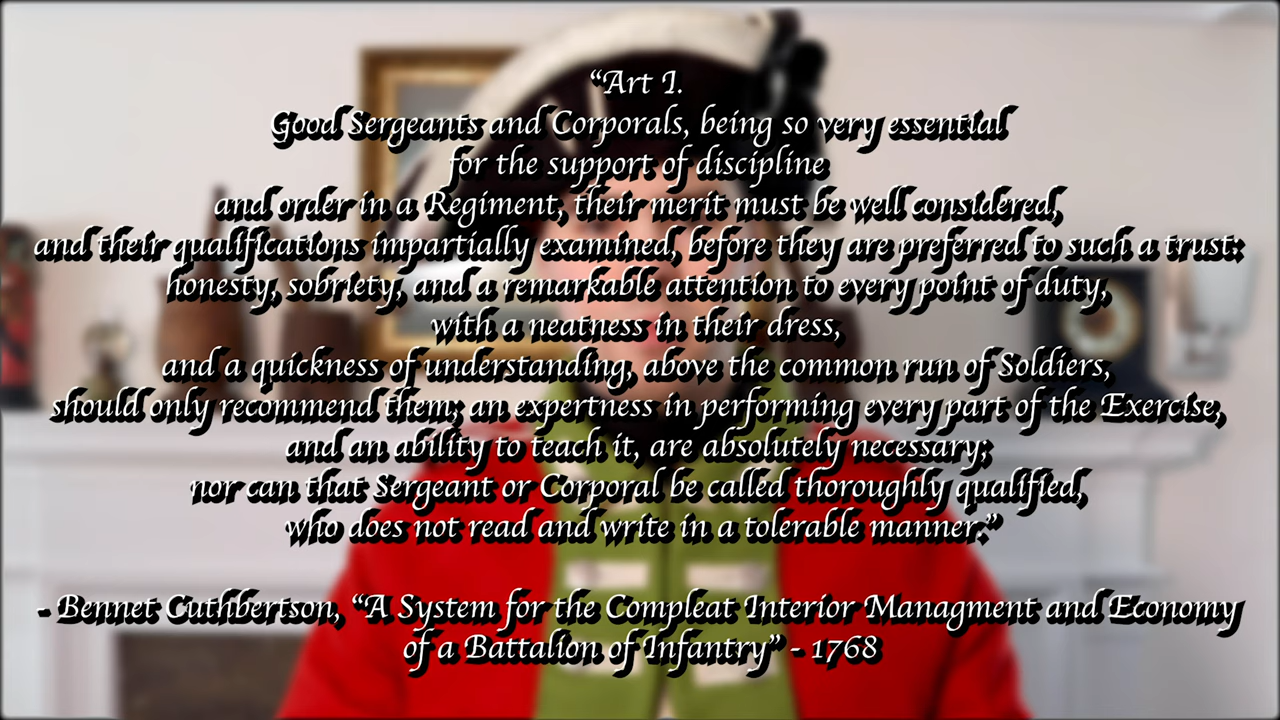 “Art I.
Good Sergeants and Corporals, being so very essential
for the support of discipline
and order in a Regiment, their merit must be well considered,
and their qualifications impartially examined, before they are preferred to such a trust:
honesty, sobriety, and a remarkable attention to every point of duty,
with a neatness in their dress,
and a quickness of understanding, above the common run of Soldiers,
should only recommend them; an expertness in performing every part of the Exercise,
and an ability to teach it, are absolutely necessary;
nor can that Sergeant or Corporal be called thoroughly qualified,
who does not read and write in a tolerable manner.”
- Bennet Cuthbertson, “A System for the Compleat Interior Managment and Economy
of a Battalion of Infantry” - 1768